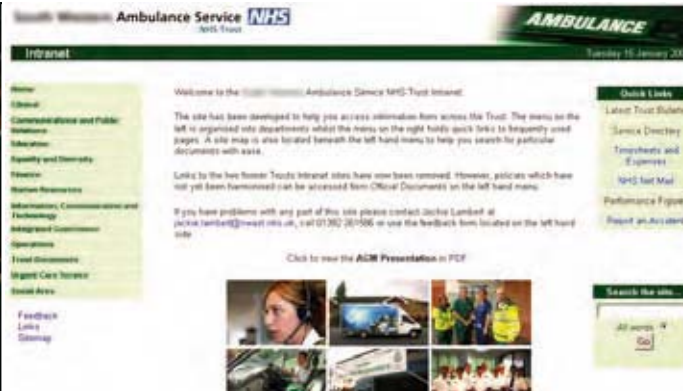 Ambulance Service NHS
NHS Trust
AMBULANCE
Intranet
Tuesday 15 January
Home
Clinical
Communications and Public
Relations
Education
Equality and Diversity
Finance
Human Resources
Information, Communication and
Technology
Integrated Governance
Operations
Trust Documents
Urgent Care Service
Social Area
Feedback
Links
Sitemap
Welcome to the Ambulance Service NHS Trust Intranet.
The site has been developed to help you access information from across the Trust. The menu on the
left is organised into departments whilst the menu on the right holds quick links to frequently used
pages. A site map is also located beneath the left hand menu to help you search for particular
documents with ease.
Links to the two former Trusts Intranet sites have now been removed. However, policies which have
not yet been harmonised can be accessed from Official Documents on the left hand menu.
If you have problems with any part of this site please contact Jackie Lambert at
call 01392 261586 or use the feedback form located on the left hand
side.
Click to view the AGM Presentation in PDF
Quick Links
Latest Trust
Service Directory
Timesheets and
Expenses
NHS Net Mail
Performance
Report an Accident
Search the site...
All words
Go